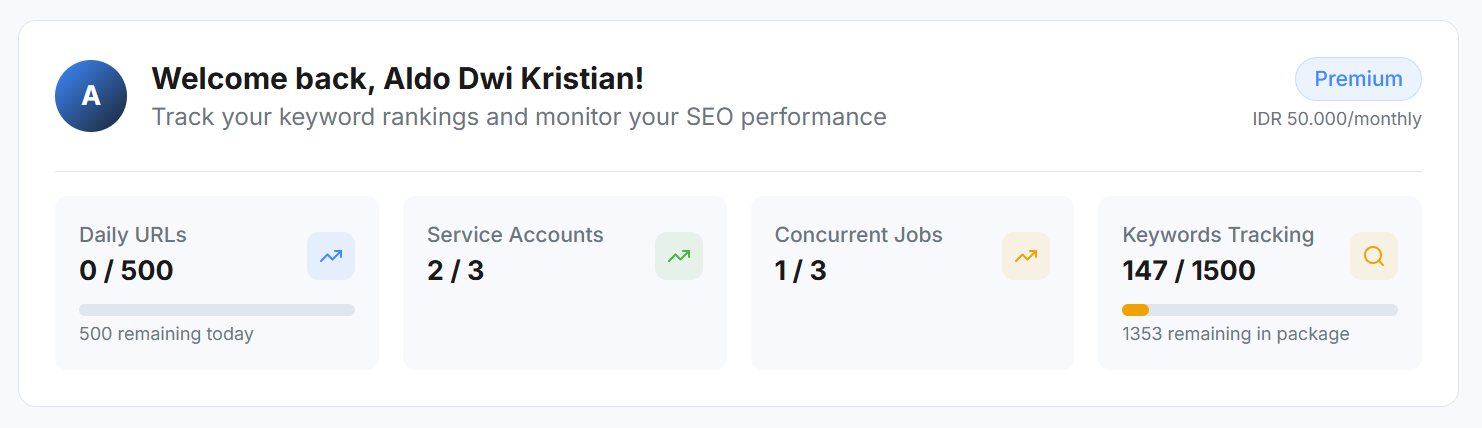 A
Welcome back, Aldo Dwi Kristian!
Track your keyword rankings and monitor your SEO performance
Premium
IDR 50.000/monthly
Daily URLs
0 / 500
500 remaining today
Service Accounts
2 / 3
Concurrent Jobs
1 / 3
Keywords Tracking
147 / 1500
1353 remaining in package